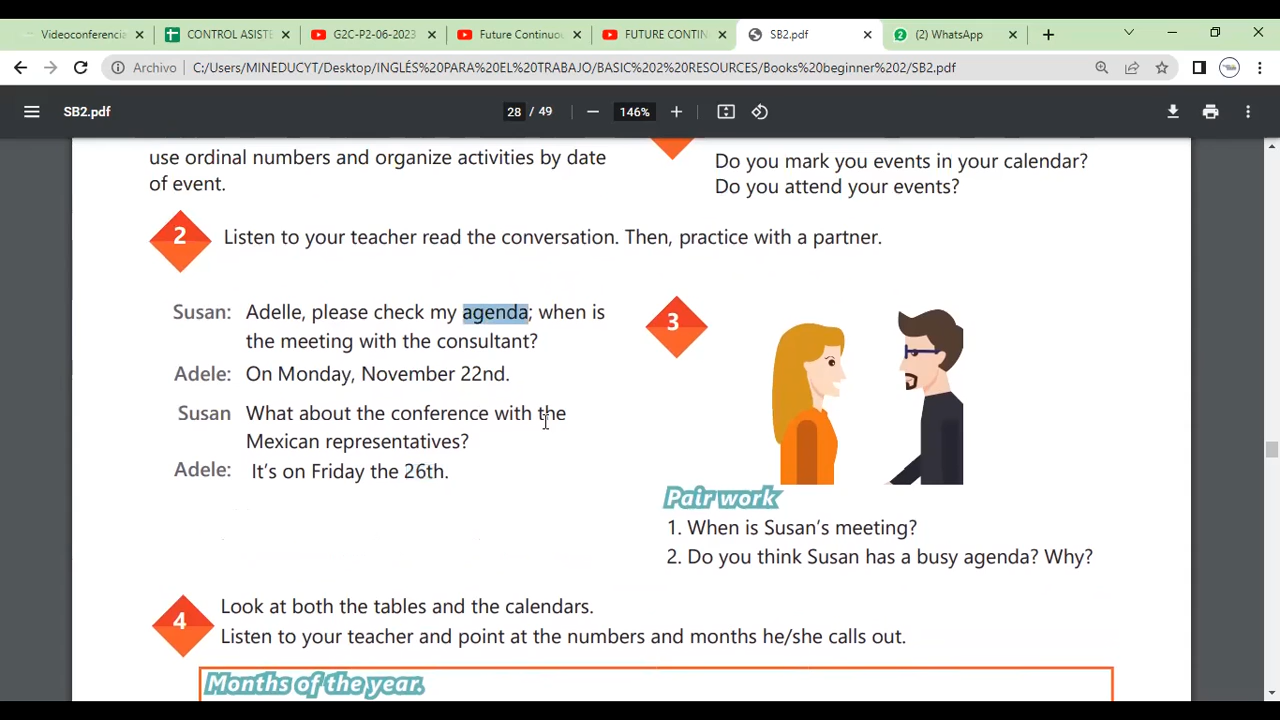 Videoconferencia
CONTROL ASISTE
G2C-P2-06-2023
Future Continuou
FUTURE CONTIN
SB2.pdf
(2) WhatsApp
Archivo
C:/Users/MINEDUCYT/Desktop/INGLÉS%20PARA%20EL%20TRABAJO/BASIC%202%20RESOURCES/Books%20beginner%202/SB2.pdf
SB2.pdf
28 / 49
146%
use ordinal numbers and organize activities by date
of event.
Do you mark you events in your calendar?
Do you attend your events?
2
Listen to your teacher read the conversation. Then, practice with a partner.
Susan: Adelle, please check my agenda; when is
the meeting with the consultant?
Adele: On Monday, November 22nd.
Susan What about the conference with the
Mexican representatives?
Adele: It's on Friday the 26th.
3
Pair work
1. When is Susan's meeting?
2. Do you think Susan has a busy agenda? Why?
4
Look at both the tables and the calendars.
Listen to your teacher and point at the numbers and months he/she calls out.
Months of the year.